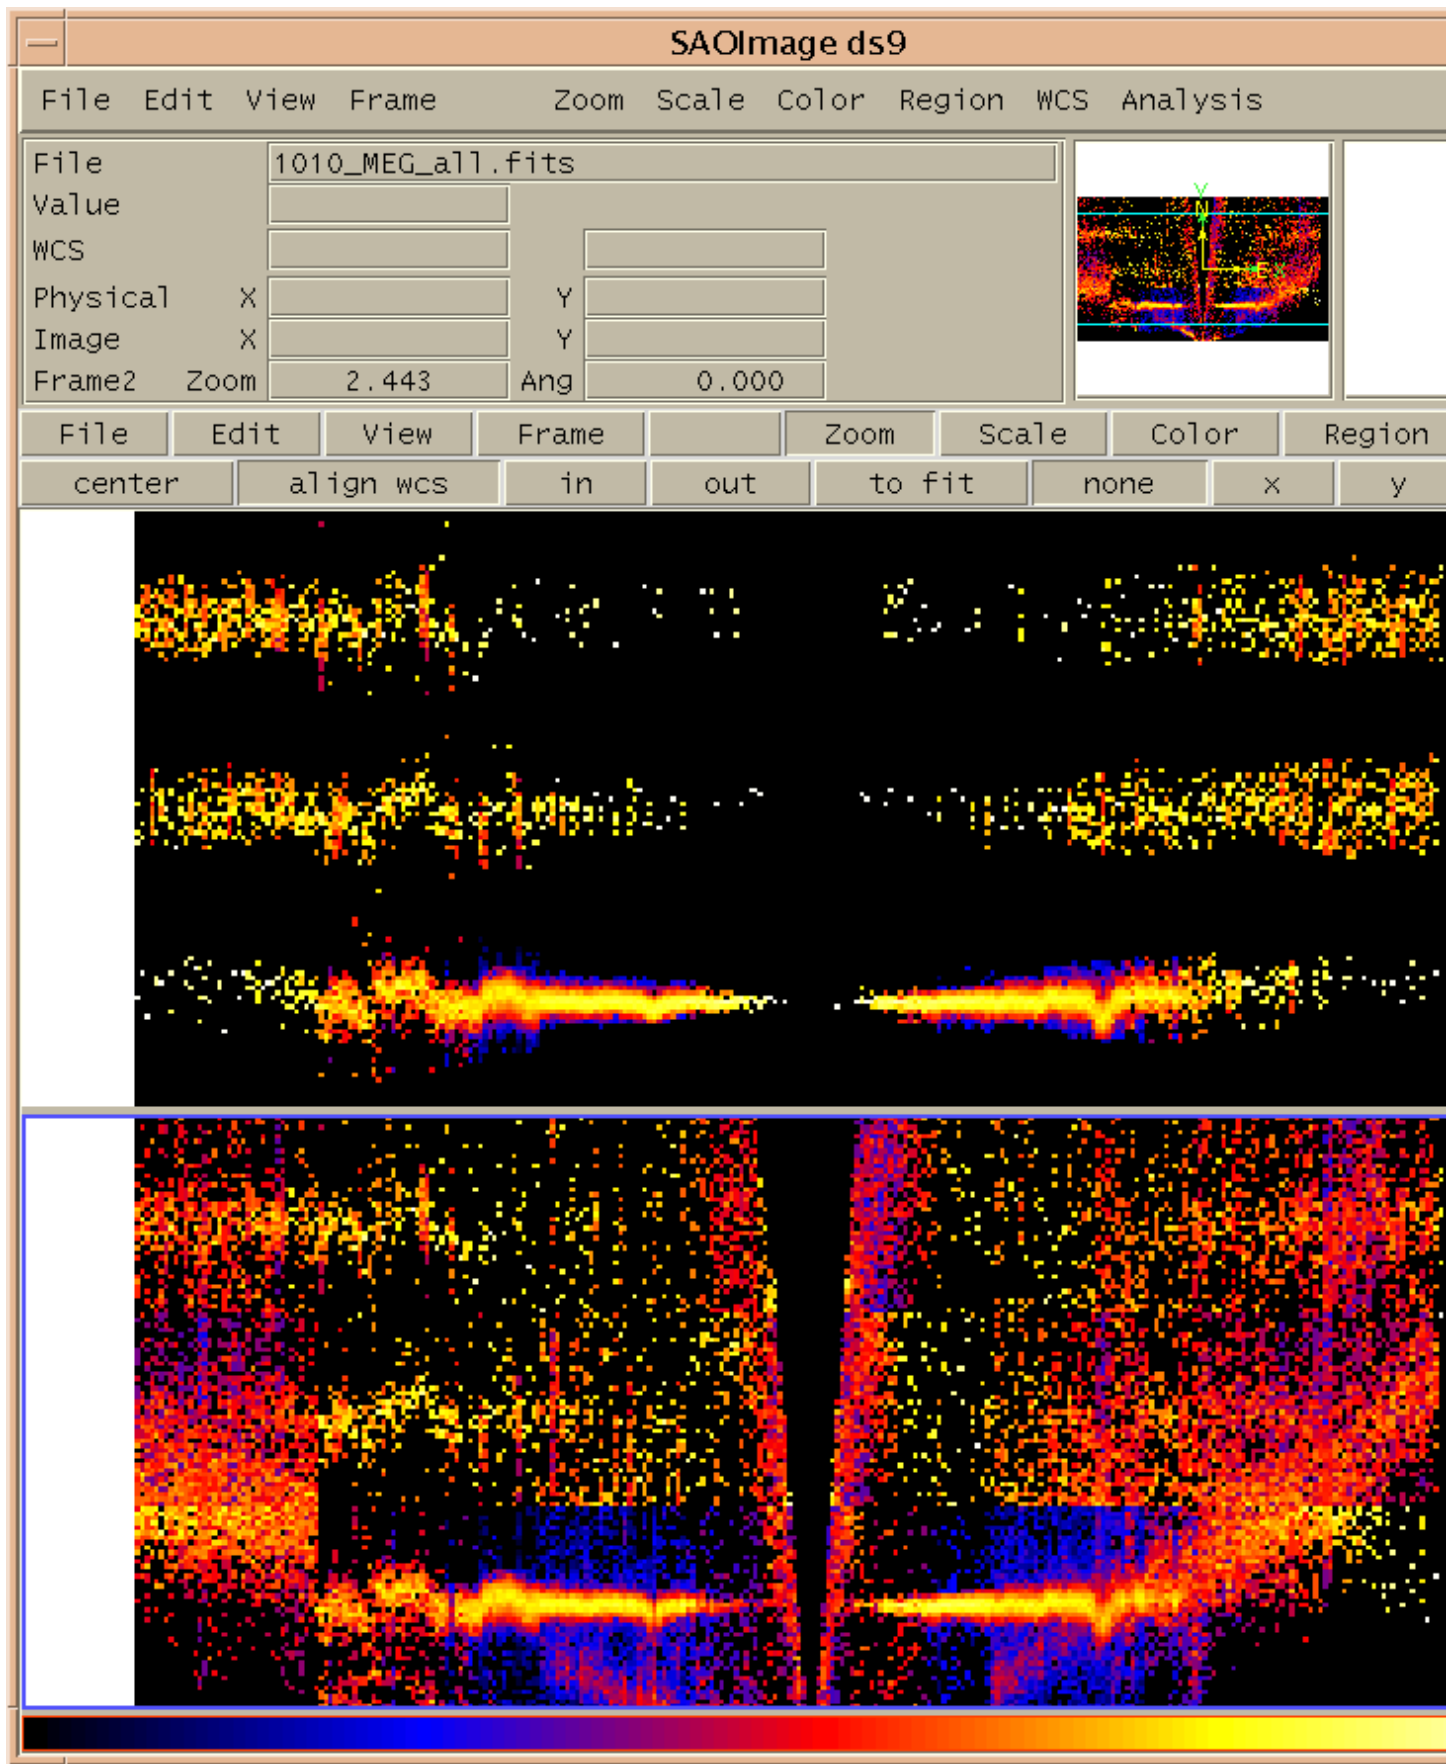 SAOImage ds9
File Edit View Frame Zoom Scale Color Region WCS Analysis
File 1010_MEG_all.fits
Value
WCS
Physical X Y
Image X Y
Frame2 Zoom 2.443 Ang 0.000
Y
N
E X
File Edit View Frame Zoom Scale Color Region
center align wcs in out to fit none x y